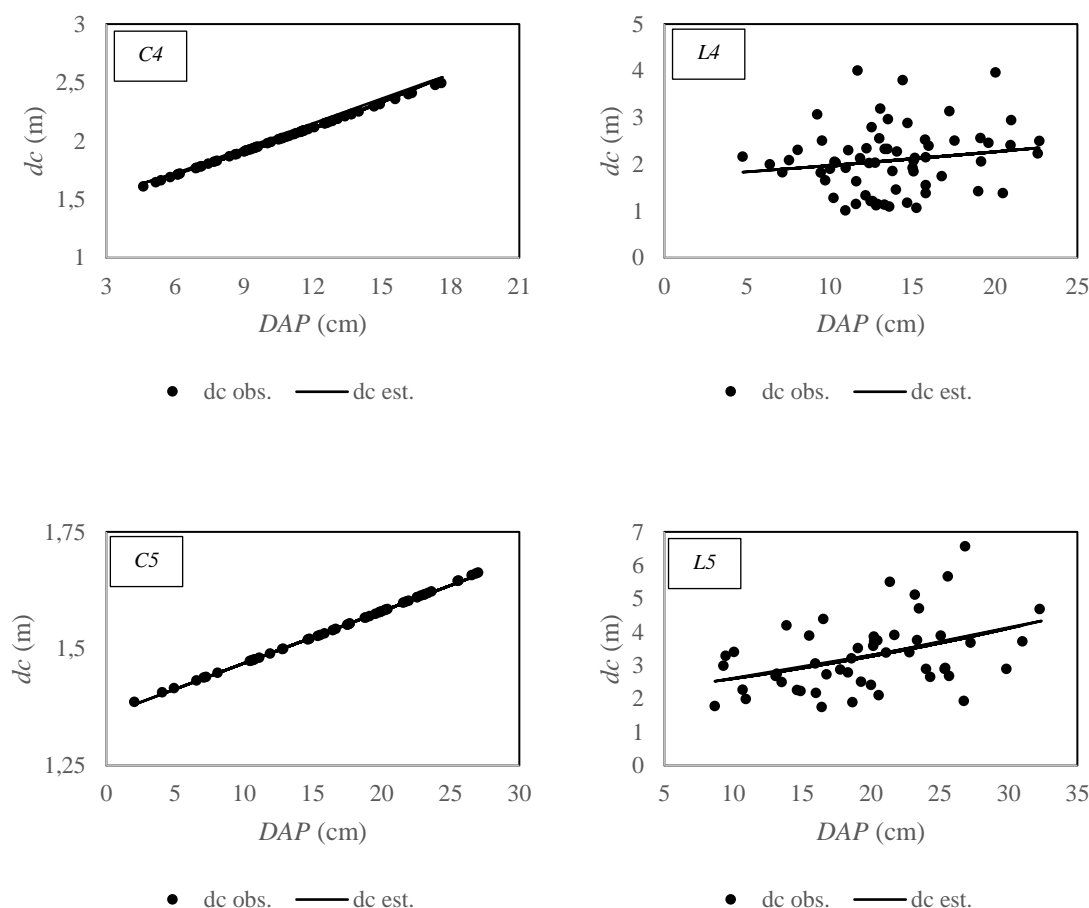 C4
dc (m)
3
2,5
2
1,5
1
3 6 9 12 15 18 21
DAP (cm)
dc obs. dc est.
L4
dc (m)
5
4
3
2
1
0
0 5 10 15 20 25
DAP (cm)
dc obs. dc est.
C5
dc (m)
1,75
1,5
1,25
0 5 10 15 20 25 30
DAP (cm)
dc obs. dc est.
L5
dc (m)
7
6
5
4
3
2
1
0
5 10 15 20 25 30 35
DAP (cm)
dc obs. dc est.